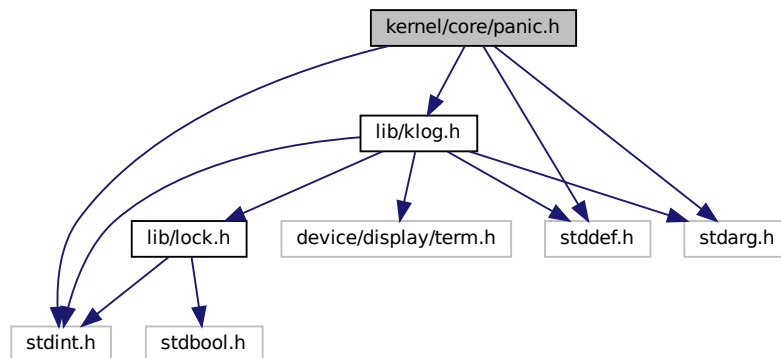 kernel/core/panic.h
lib/klog.h
lib/lock.h
device/display/term.h
stddef.h
stdarg.h
stdint.h
stdbool.h